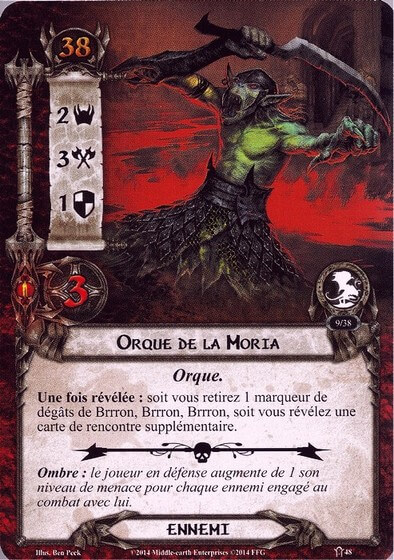 38
2
3
1
3
9/38
Orque de la Moria
Orque.
Une fois révélée : soit vous retirez 1 marqueur de
dégâts de Brrron, Brrron, Brrron, soit vous révélez une
carte de rencontre supplémentaire.
Ombre : le joueur en défense augmente de 1 son
niveau de menace pour chaque ennemi engagé au
combat avec lui.
ENNEMI
Illus. Ben Peck ©2014 Middle-earth Enterprises ©2014 FFG 48